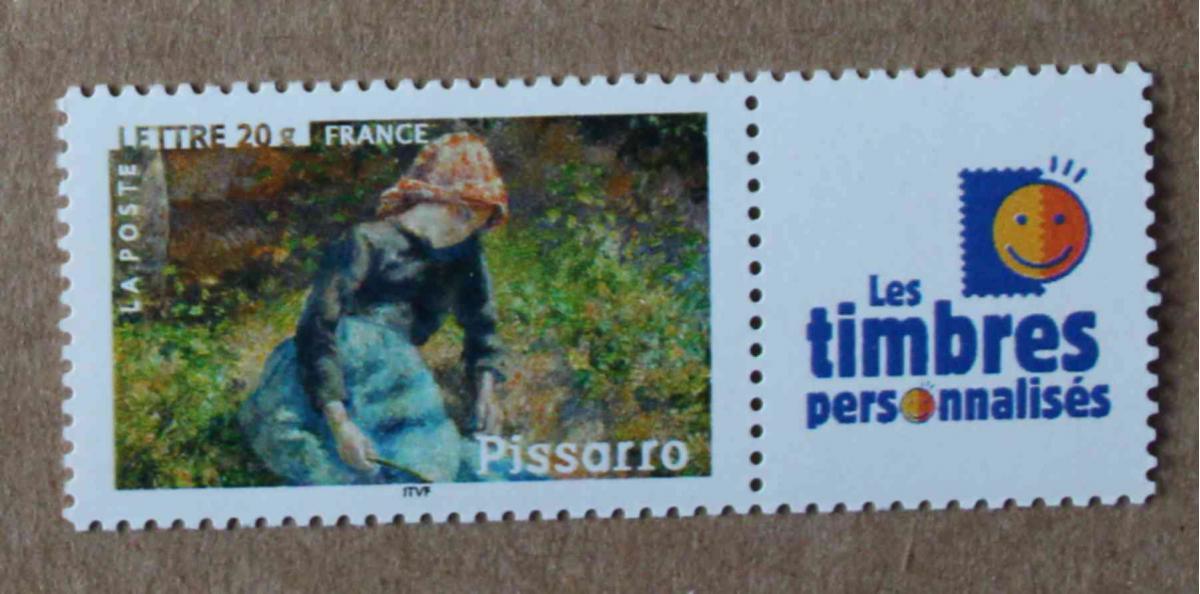 LETTRE 20 g FRANCE
LA POSTE
Pissarro
ITVF
Les
timbres
personnalisés